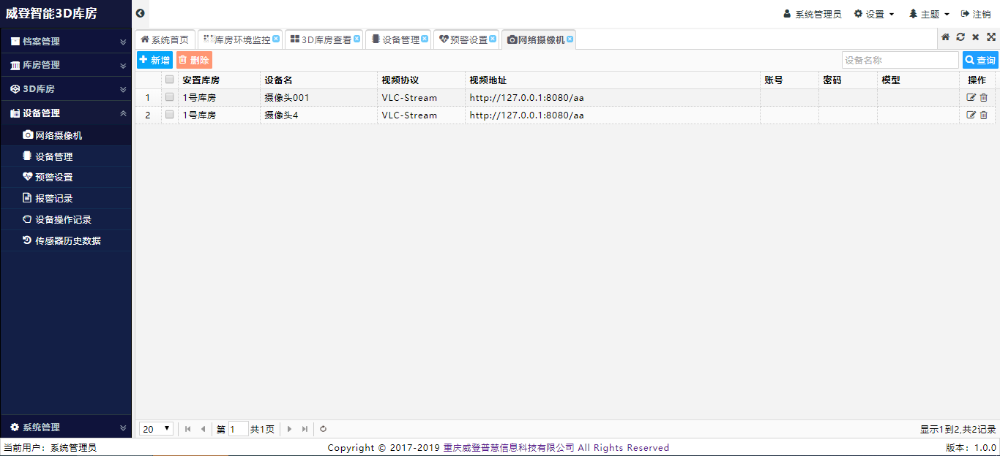 威登智能3D库房
系统管理员 设置 主题 注销
档案管理
库房管理
3D库房
设备管理
网络摄像机
设备管理
预警设置
报警记录
设备操作记录
传感器历史数据
系统管理
系统首页 库房环境监控 3D库房查看 设备管理 预警设置 网络摄像机
新增 删除 设备名称 查询
安置库房 设备名 视频协议 视频地址 账号 密码 模型 操作
1 1号库房 摄像头001 VLC-Stream http://127.0.0.1:8080/aa
2 1号库房 摄像头4 VLC-Stream http://127.0.0.1:8080/aa
20 第 1 共1页 显示1到2,共2记录
当前用户：系统管理员 Copyright © 2017-2019 重庆威登普慧信息科技有限公司 All Rights Reserved 版本：1.0.0